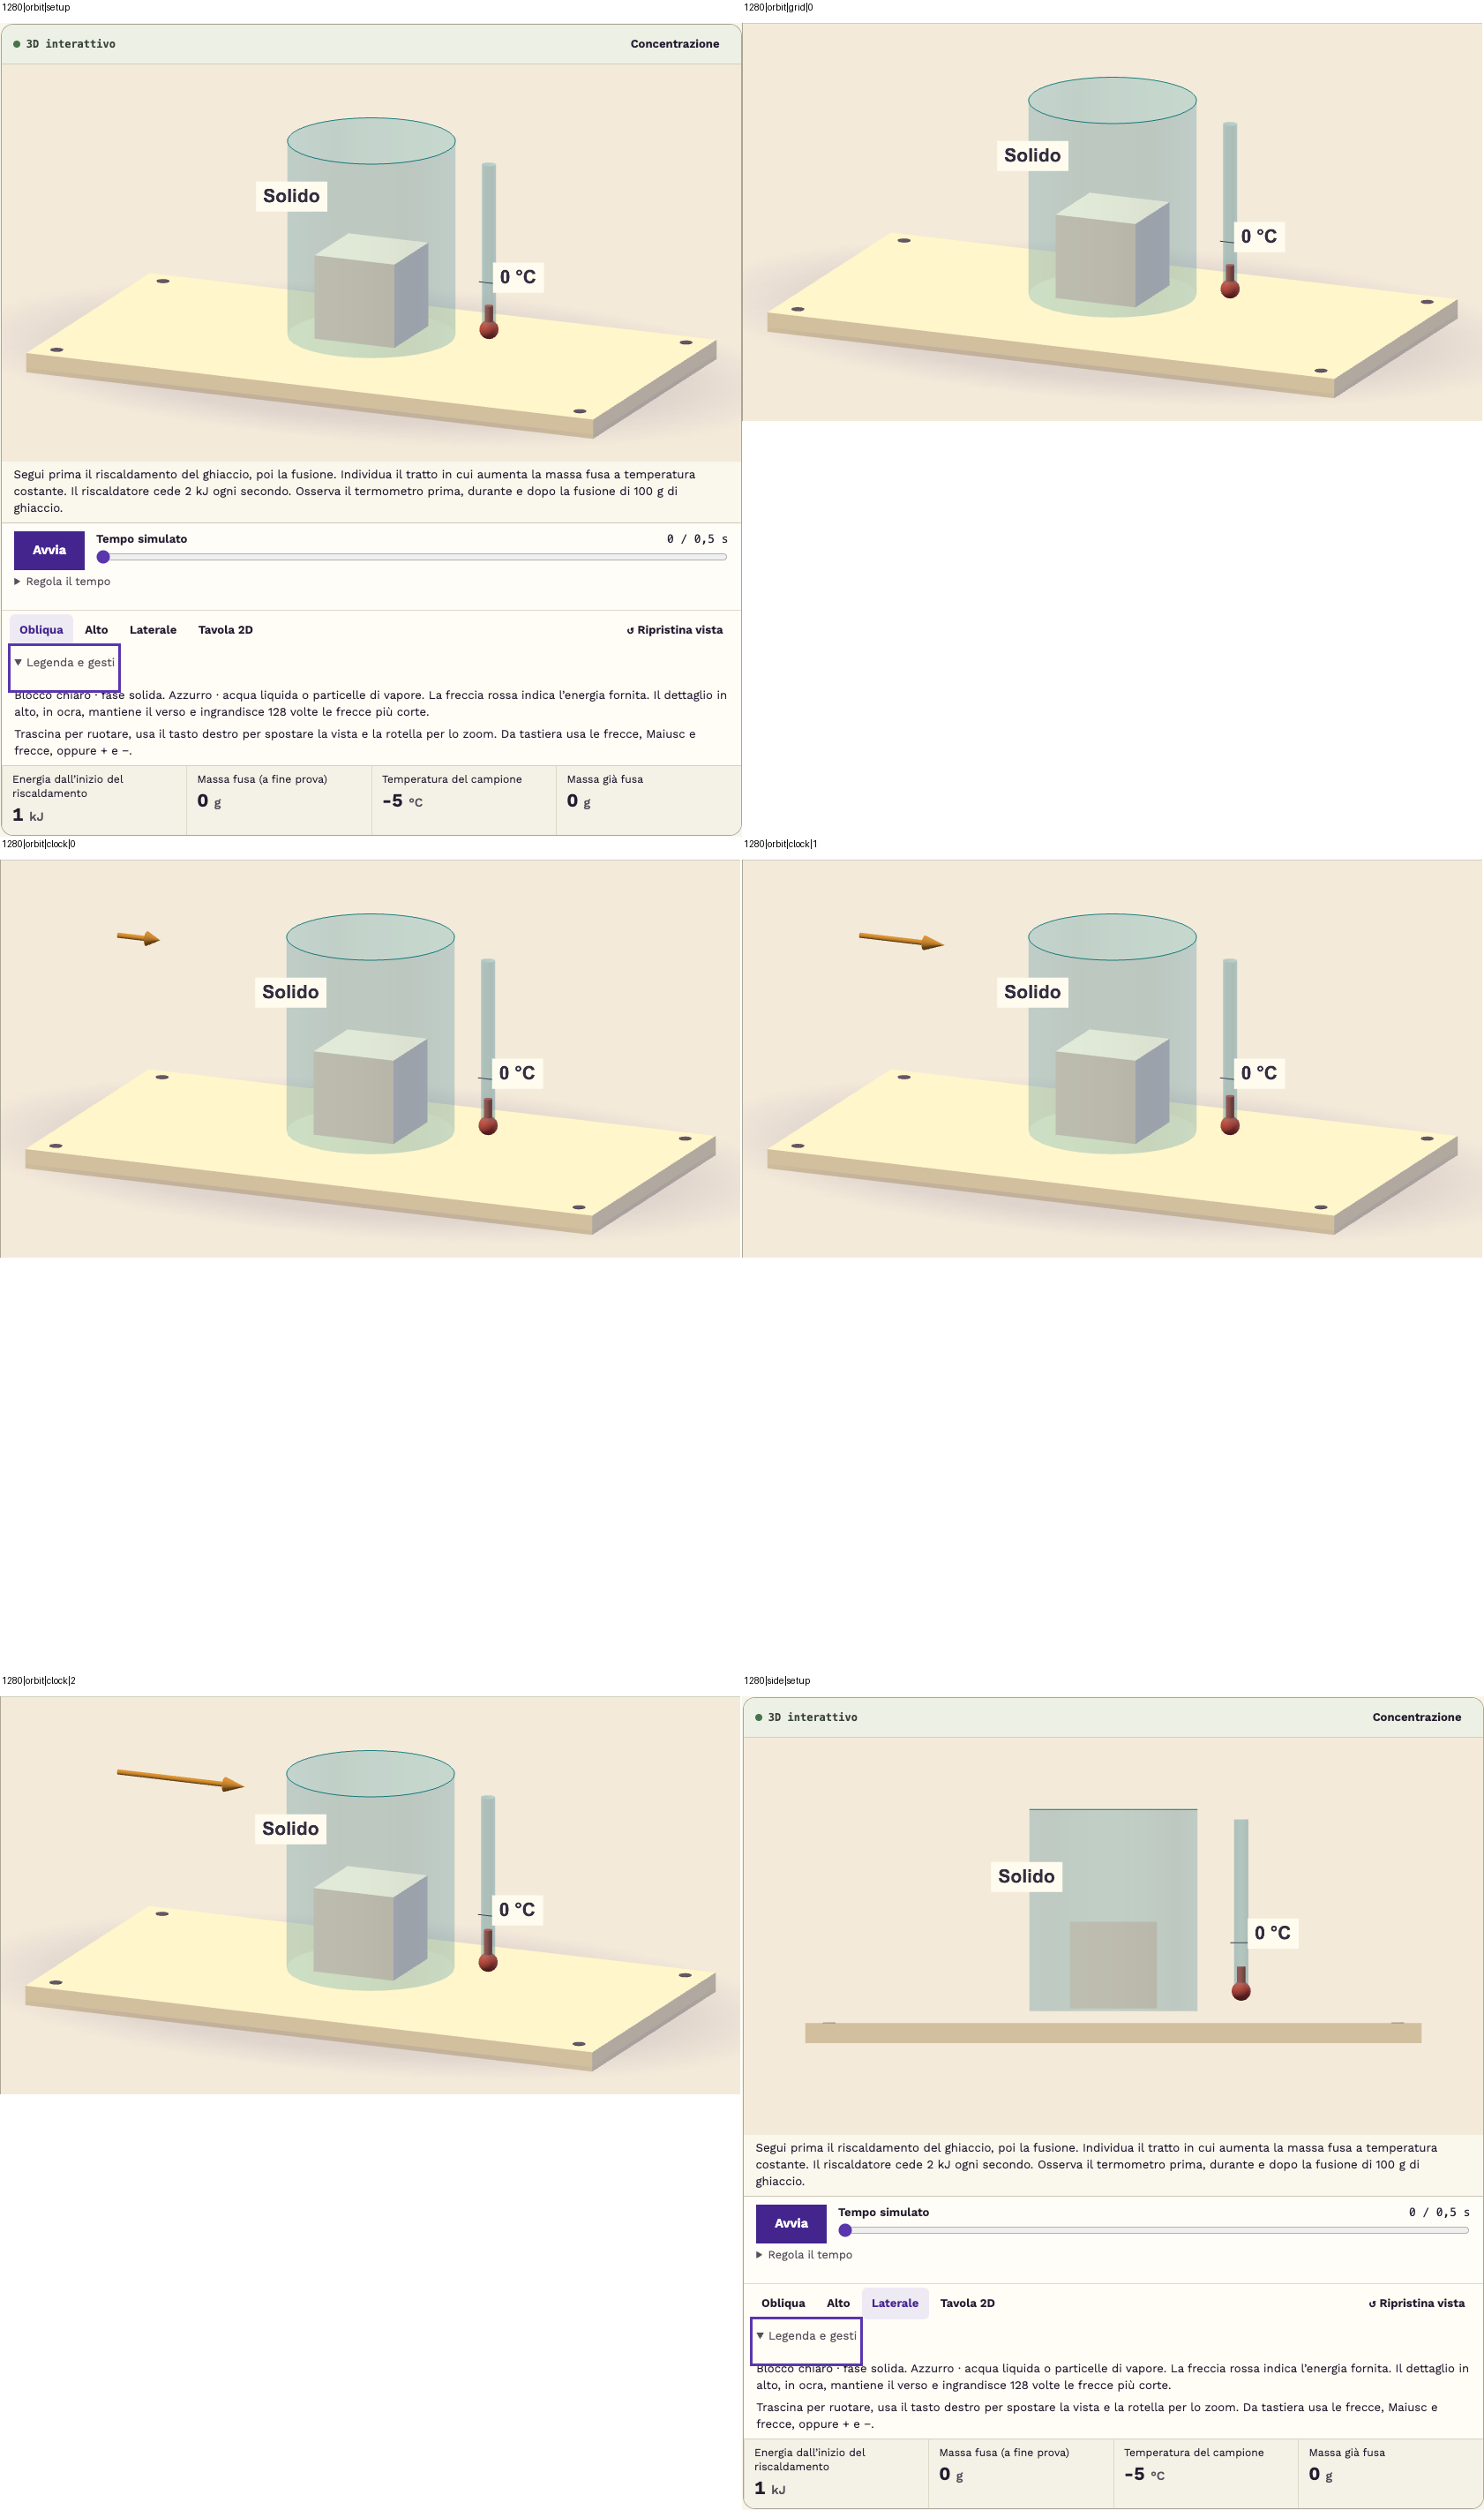 1280|orbit|setup
3D interattivo
Concentrazione
Solido
0 °C
Segui prima il riscaldamento del ghiaccio, poi la fusione. Individua il tratto in cui aumenta la massa fusa a temperatura
costante. Il riscaldatore cede 2 kJ ogni secondo. Osserva il termometro prima, durante e dopo la fusione di 100 g di
ghiaccio.
Avvia
Tempo simulato
0 / 0,5 s
▶ Regola il tempo
Obliqua
Alto
Laterale
Tavola 2D
↺ Ripristina vista
▼ Legenda e gesti
Blocco chiaro · fase solida. Azzurro · acqua liquida o particelle di vapore. La freccia rossa indica l’energia fornita. Il dettaglio in
alto, in ocra, mantiene il verso e ingrandisce 128 volte le frecce più corte.
Trascina per ruotare, usa il tasto destro per spostare la vista e la rotella per lo zoom. Da tastiera usa le frecce, Maiusc e
frecce, oppure + e −.
Energia dall’inizio del
riscaldamento
1 kJ
Massa fusa (a fine prova)
0 g
Temperatura del campione
-5 °C
Massa già fusa
0 g
1280|orbit|grid|0
Solido
0 °C
1280|orbit|clock|0
Solido
0 °C
1280|orbit|clock|1
Solido
0 °C
1280|orbit|clock|2
Solido
0 °C
1280|side|setup
3D interattivo
Concentrazione
Solido
0 °C
Segui prima il riscaldamento del ghiaccio, poi la fusione. Individua il tratto in cui aumenta la massa fusa a temperatura
costante. Il riscaldatore cede 2 kJ ogni secondo. Osserva il termometro prima, durante e dopo la fusione di 100 g di
ghiaccio.
Avvia
Tempo simulato
0 / 0,5 s
▶ Regola il tempo
Obliqua
Alto
Laterale
Tavola 2D
↺ Ripristina vista
▼ Legenda e gesti
Blocco chiaro · fase solida. Azzurro · acqua liquida o particelle di vapore. La freccia rossa indica l’energia fornita. Il dettaglio in
alto, in ocra, mantiene il verso e ingrandisce 128 volte le frecce più corte.
Trascina per ruotare, usa il tasto destro per spostare la vista e la rotella per lo zoom. Da tastiera usa le frecce, Maiusc e
frecce, oppure + e −.
Energia dall’inizio del
riscaldamento
1 kJ
Massa fusa (a fine prova)
0 g
Temperatura del campione
-5 °C
Massa già fusa
0 g